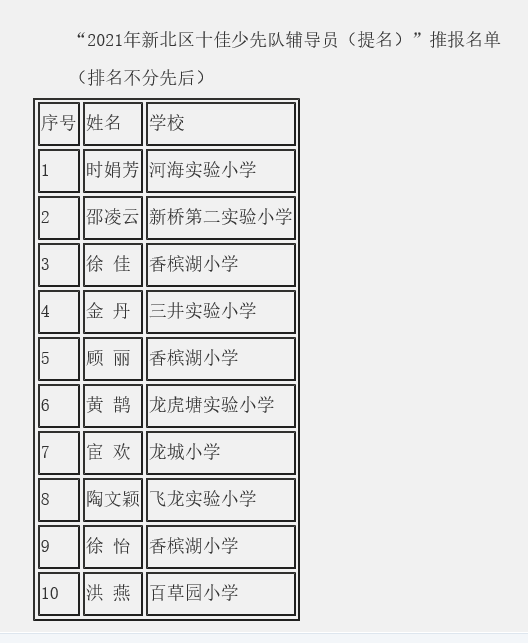 “2021年新北区十佳少先队辅导员（提名）”推报名单
（排名不分先后）
序号 姓名 学校
1 时娟芳 河海实验小学
2 邵凌云 新桥第二实验小学
3 徐 佳 香槟湖小学
4 金 丹 三井实验小学
5 顾 丽 香槟湖小学
6 黄 鹊 龙虎塘实验小学
7 宦 欢 龙城小学
8 陶文颖 飞龙实验小学
9 徐 怡 香槟湖小学
10 洪 燕 百草园小学